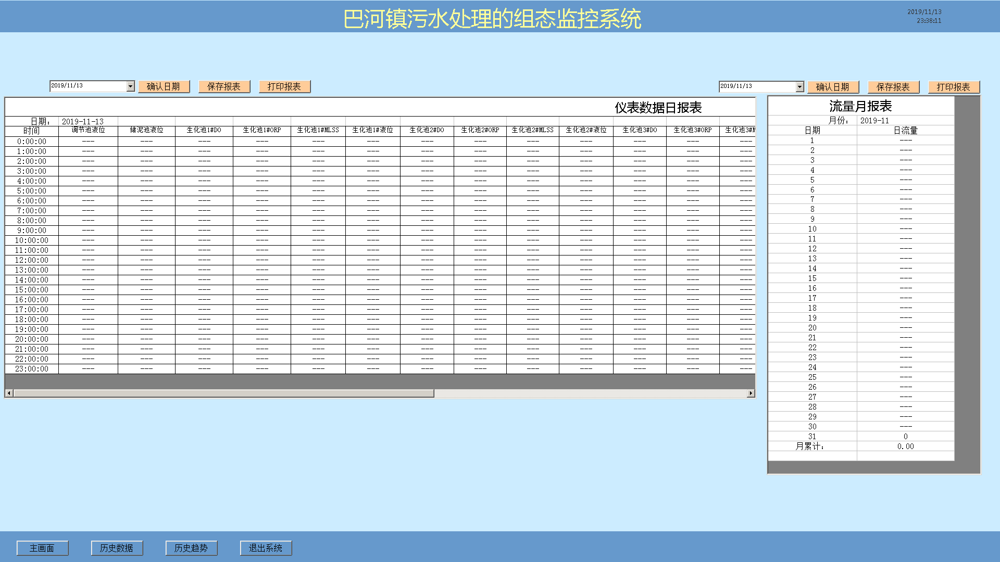 巴河镇污水处理的组态监控系统
2019/11/13
23:38:11
2019/11/13 确认日期 保存报表 打印报表
2019/11/13 确认日期 保存报表 打印报表
仪表数据日报表
日期： 2019-11-13
时间 调节池液位 储泥池液位 生化池1#DO 生化池1#ORP 生化池1#MLSS 生化池1#液位 生化池2#DO 生化池2#ORP 生化池2#MLSS 生化池2#液位 生化池3#DO 生化池3#ORP 生化池3#M
0:00:00 --- --- --- --- --- --- --- --- --- --- --- --- ---
1:00:00 --- --- --- --- --- --- --- --- --- --- --- --- ---
2:00:00 --- --- --- --- --- --- --- --- --- --- --- --- ---
3:00:00 --- --- --- --- --- --- --- --- --- --- --- --- ---
4:00:00 --- --- --- --- --- --- --- --- --- --- --- --- ---
5:00:00 --- --- --- --- --- --- --- --- --- --- --- --- ---
6:00:00 --- --- --- --- --- --- --- --- --- --- --- --- ---
7:00:00 --- --- --- --- --- --- --- --- --- --- --- --- ---
8:00:00 --- --- --- --- --- --- --- --- --- --- --- --- ---
9:00:00 --- --- --- --- --- --- --- --- --- --- --- --- ---
10:00:00 --- --- --- --- --- --- --- --- --- --- --- --- ---
11:00:00 --- --- --- --- --- --- --- --- --- --- --- --- ---
12:00:00 --- --- --- --- --- --- --- --- --- --- --- --- ---
13:00:00 --- --- --- --- --- --- --- --- --- --- --- --- ---
14:00:00 --- --- --- --- --- --- --- --- --- --- --- --- ---
15:00:00 --- --- --- --- --- --- --- --- --- --- --- --- ---
16:00:00 --- --- --- --- --- --- --- --- --- --- --- --- ---
17:00:00 --- --- --- --- --- --- --- --- --- --- --- --- ---
18:00:00 --- --- --- --- --- --- --- --- --- --- --- --- ---
19:00:00 --- --- --- --- --- --- --- --- --- --- --- --- ---
20:00:00 --- --- --- --- --- --- --- --- --- --- --- --- ---
21:00:00 --- --- --- --- --- --- --- --- --- --- --- --- ---
22:00:00 --- --- --- --- --- --- --- --- --- --- --- --- ---
23:00:00 --- --- --- --- --- --- --- --- --- --- --- --- ---
流量月报表
月份： 2019-11
日期 日流量
1 ---
2 ---
3 ---
4 ---
5 ---
6 ---
7 ---
8 ---
9 ---
10 ---
11 ---
12 ---
13 ---
14 ---
15 ---
16 ---
17 ---
18 ---
19 ---
20 ---
21 ---
22 ---
23 ---
24 ---
25 ---
26 ---
27 ---
28 ---
29 ---
30 ---
31 0
月累计： 0.00
主画面 历史数据 历史趋势 退出系统